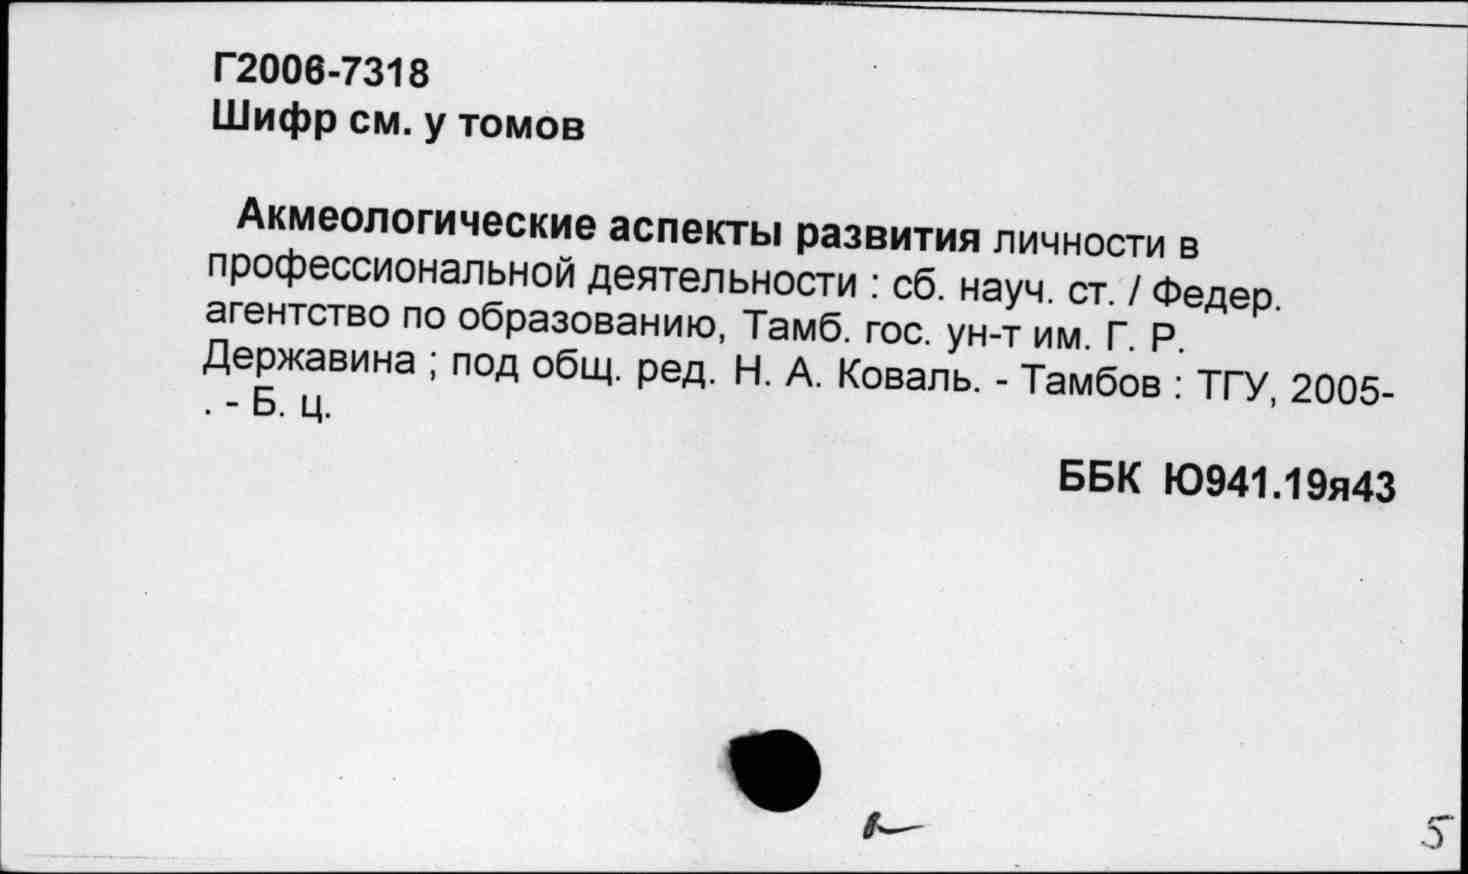 Г2006-7318
Шифр см. у томов
Акмеологические аспекты развития личности в
профессиональной деятельности : сб. науч. ст. / Федер.
агентство по образованию, Тамб. гос. ун-т им. Г. Р.
Державина ; под общ. ред. Н. А. Коваль. - Тамбов : ТГУ, 2005-
. - Б. ц.
ББК Ю941.19я43
5